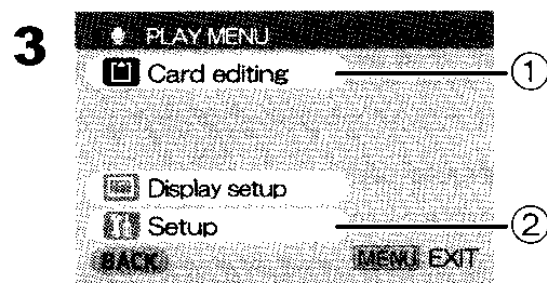 3
PLAY MENU
Card editing ①
Display setup
Setup ②
BACK MENU EXIT